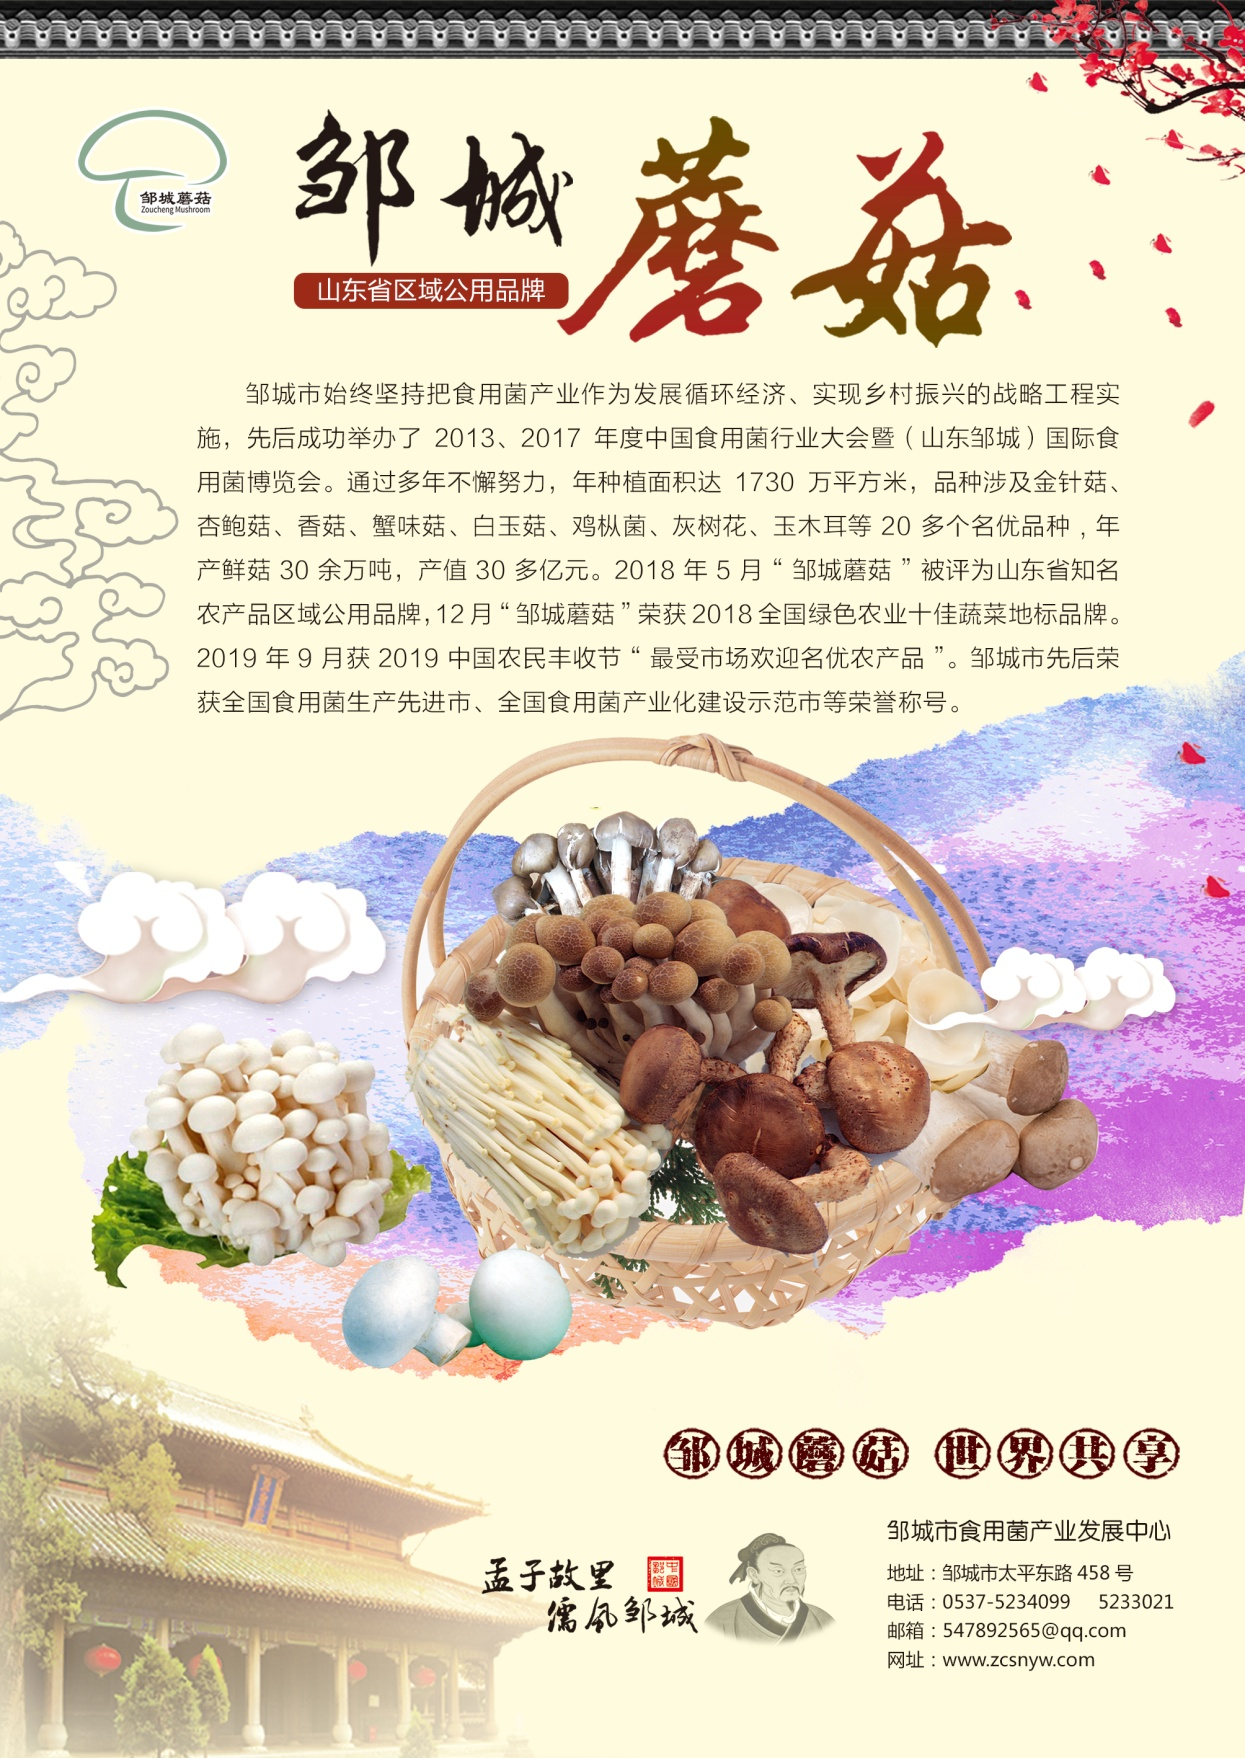 邹城蘑菇
Zoucheng Mushroom
邹城蘑菇
山东省区域公用品牌
邹城市始终坚持把食用菌产业作为发展循环经济、实现乡村振兴的战略工程实
施，先后成功举办了 2013、2017 年度中国食用菌行业大会暨（山东邹城）国际食
用菌博览会。通过多年不懈努力，年种植面积达 1730 万平方米，品种涉及金针菇、
杏鲍菇、香菇、蟹味菇、白玉菇、鸡枞菌、灰树花、玉木耳等 20 多个名优品种，年
产鲜菇 30 余万吨，产值 30 多亿元。2018 年 5 月“邹城蘑菇”被评为山东省知名
农产品区域公用品牌，12 月“邹城蘑菇”荣获 2018 全国绿色农业十佳蔬菜地标品牌。
2019 年 9 月获 2019 中国农民丰收节“最受市场欢迎名优农产品”。邹城市先后荣
获全国食用菌生产先进市、全国食用菌产业化建设示范市等荣誉称号。
邹城蘑菇 世界共享
孟子故里
儒风邹城
邹城市食用菌产业发展中心
地址：邹城市太平东路 458 号
电话：0537-5234099 5233021
邮箱：547892565@qq.com
网址：www.zcsnyw.com